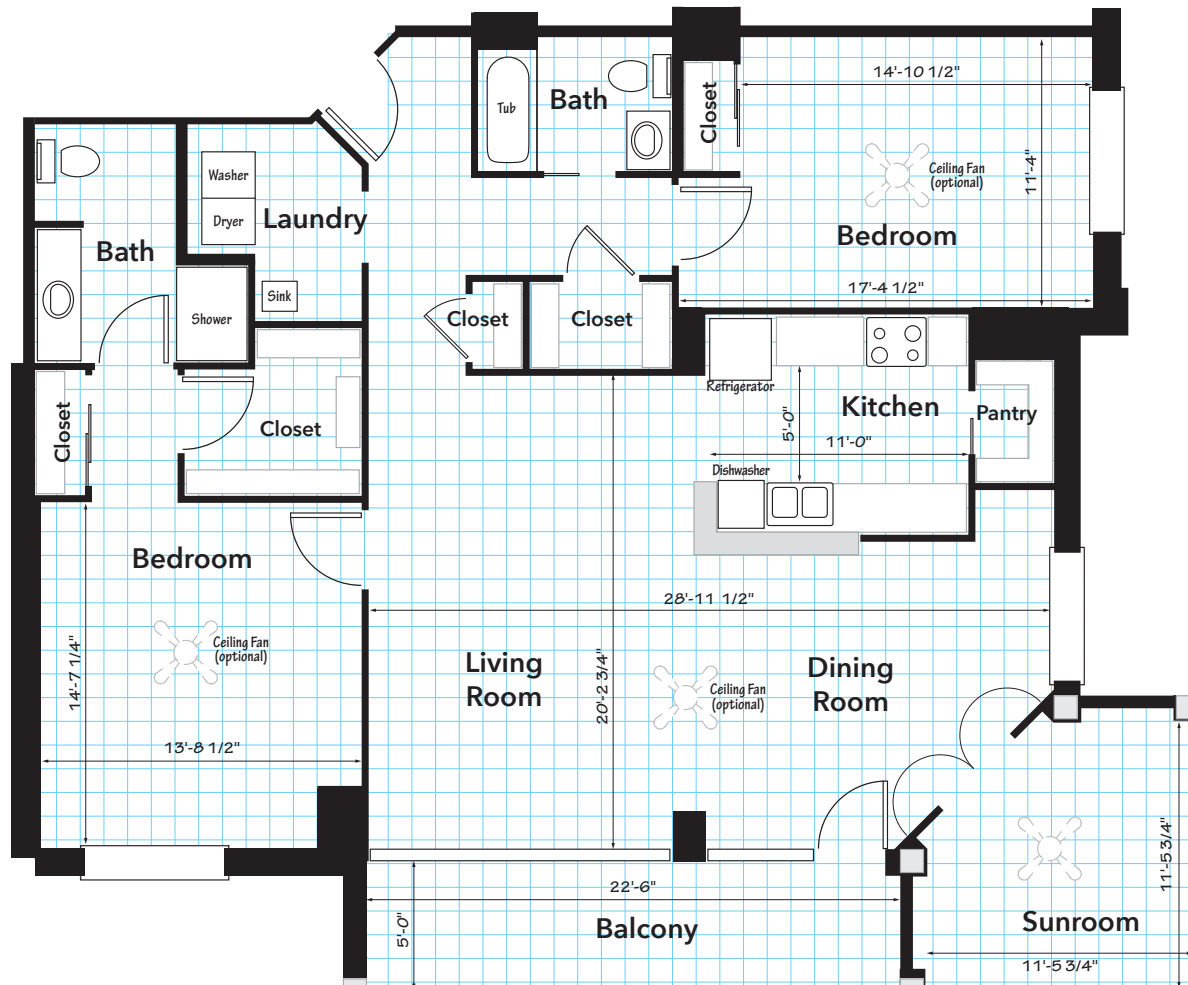 14'-10 1/2"
Bath
Tub
Closet
11'-4"
Ceiling Fan
(optional)
Bedroom
17'-4 1/2"
Washer
Dryer
Laundry
Bath
Sink
Shower
Closet
Closet
Refrigerator
Kitchen
Pantry
5'-0"
11'-0"
Dishwasher
Closet
Closet
Bedroom
Ceiling Fan
(optional)
14'-7 1/4"
13'-8 1/2"
28'-11 1/2"
Living
Room
20'-2 3/4"
Ceiling Fan
(optional)
Dining
Room
22'-6"
5'-0"
Balcony
Sunroom
11'-5 3/4"
11'-5 3/4"